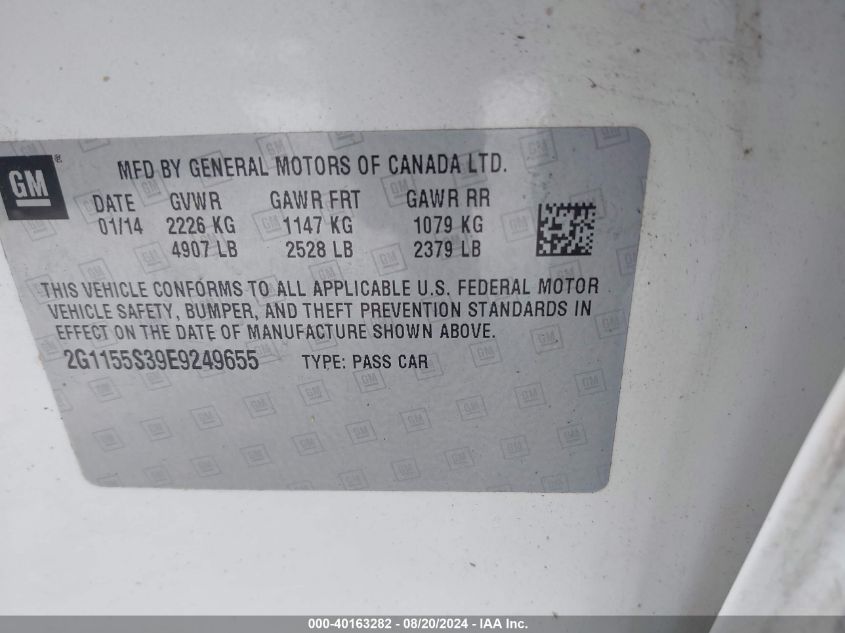 GM ®
MFD BY GENERAL MOTORS OF CANADA LTD.
DATE GVWR GAWR FRT GAWR RR
01/14 2226 KG 1147 KG 1079 KG
4907 LB 2528 LB 2379 LB
THIS VEHICLE CONFORMS TO ALL APPLICABLE U.S. FEDERAL MOTOR
VEHICLE SAFETY, BUMPER, AND THEFT PREVENTION STANDARDS IN
EFFECT ON THE DATE OF MANUFACTURE SHOWN ABOVE.
2G1155S39E9249655 TYPE: PASS CAR
000-40163282 - 08/20/2024 - IAA Inc.